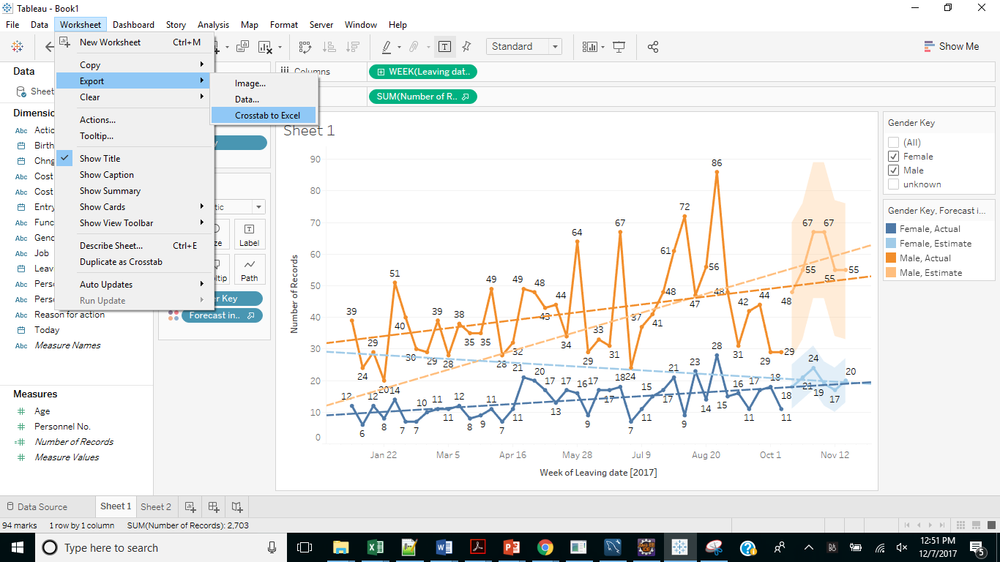 Tableau - Book1
File Data Worksheet Dashboard Story Analysis Map Format Server Window Help
New Worksheet Ctrl+M
Copy
Export
Clear
Actions...
Tooltip...
Show Title
Show Caption
Show Summary
Show Cards
Show View Toolbar
Describe Sheet... Ctrl+E
Duplicate as Crosstab
Auto Updates
Run Update
Image...
Data...
Crosstab to Excel
Standard
Show Me
Data
Sheet
Dimensio
Abc Actio
Birth
Chng
Abc Cost
Abc Cost
Entry
Abc Func
Abc Gend
Abc Job
Leav
Abc Perso
Abc Perso
Abc Reason for action
Today
Abc Measure Names
Measures
Age
Personnel No.
Number of Records
Measure Values
Columns
WEEK(Leaving dat..
SUM(Number of R..
tic
ze
Label
ltip
Path
er Key
Forecast in..
Sheet 1
Number of Records
90
80
70
60
50
40
30
20
10
0
39 24 29 20 51 40 30 29 39 28 38 35 35 49 28 32 49 48 43 44 34 64 29 33 31 67 24 37 41 48 61 72 47 56 86 48 31 42 44 29 29
48 55 67 67 55 55
12 6 12 8 14 7 7 10 11 11 12 8 9 11 7 11 21 20 17 13 17 16 9 17 17 18 7 11 15 17 21 9 23 14 28 15 16 11 17 18 11
18 21 24 19 17 20
Jan 22 Mar 5 Apr 16 May 28 Jul 9 Aug 20 Oct 1 Nov 12
Week of Leaving date [2017]
Gender Key
(All)
Female
Male
unknown
Gender Key, Forecast i...
Female, Actual
Female, Estimate
Male, Actual
Male, Estimate
Data Source Sheet 1 Sheet 2
94 marks 1 row by 1 column SUM(Number of Records): 2,703
Type here to search
12:51 PM
12/7/2017
5